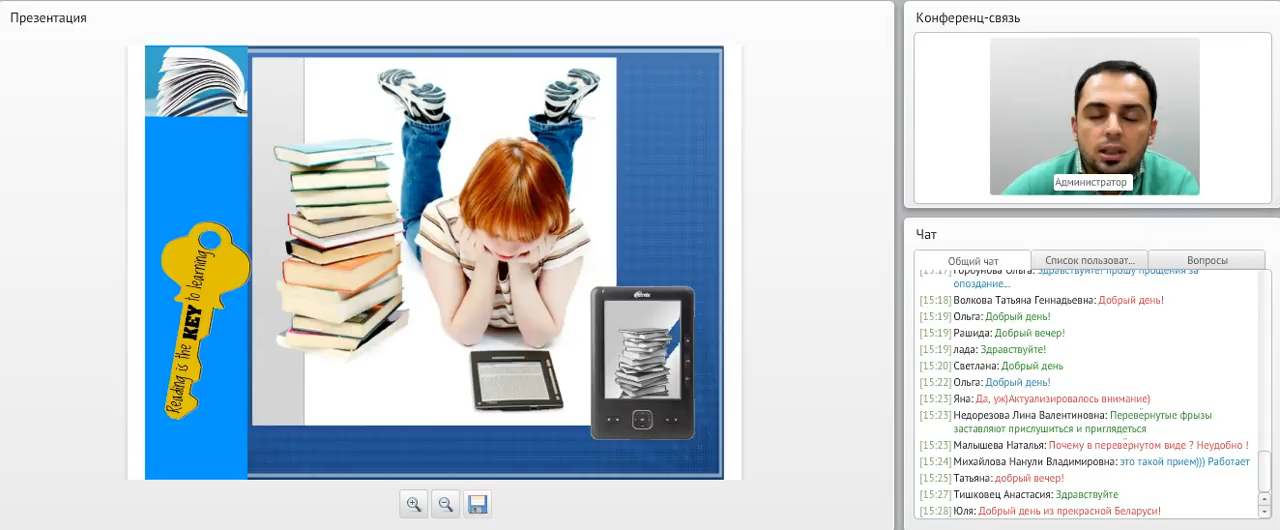 Презентация
Reading is the KEY to learning
Конференц-связь
Администратор
Чат
Общий чат
Список пользоват...
Вопросы
[15:17] Горбунова Ольга: Здравствуйте! прошу прощения за
опоздание...
[15:18] Волкова Татьяна Геннадьевна: Добрый день!
[15:19] Ольга: Добрый день!
[15:19] Рашида: Добрый вечер!
[15:19] лада: Здравствуйте!
[15:20] Светлана: Добрый день
[15:22] Ольга: Добрый день!
[15:23] Яна: Да, уж)Актуализировалось внимание)
[15:23] Недорезова Лина Валентиновна: Перевёрнутые фрызы
заставляют прислушиться и приглядеться
[15:23] Малышева Наталья: Почему в перевёрнутом виде ? Неудобно !
[15:24] Михайлова Нанули Владимировна: это такой прием))) Работает
[15:25] Татьяна: добрый вечер!
[15:27] Тишковец Анастасия: Здравствуйте
[15:28] Юля: Добрый день из прекрасной Беларуси!